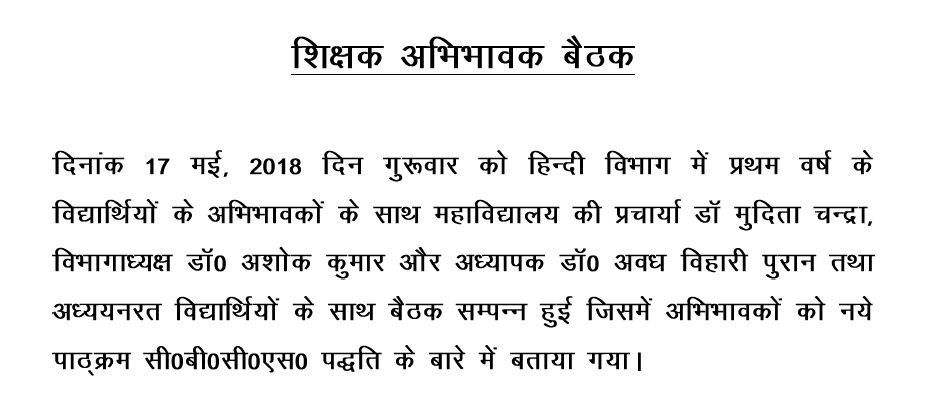 शिक्षक अभिभावक बैठक
दिनांक 17 मई, 2018 दिन गुरूवार को हिन्दी विभाग में प्रथम वर्ष के
विद्यार्थियों के अभिभावकों के साथ महाविद्यालय की प्रचार्या डॉ मुदिता चन्द्रा,
विभागाध्यक्ष डॉ0 अशोक कुमार और अध्यापक डॉ0 अवध विहारी पुरान तथा
अध्ययनरत विद्यार्थियों के साथ बैठक सम्पन्न हुई जिसमें अभिभावकों को नये
पाठ्क्रम सी0बी0सी0एस0 पद्धति के बारे में बताया गया।